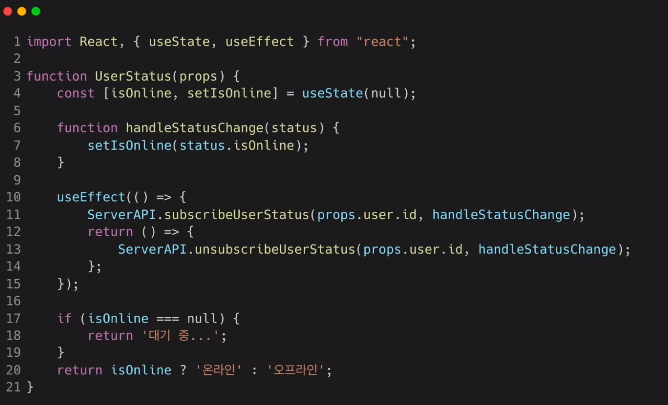 1 import React, { useState, useEffect } from "react";
2
3 function UserStatus(props) {
4     const [isOnline, setIsOnline] = useState(null);
5
6     function handleStatusChange(status) {
7         setIsOnline(status.isOnline);
8     }
9
10     useEffect(() => {
11         ServerAPI.subscribeUserStatus(props.user.id, handleStatusChange);
12         return () => {
13             ServerAPI.unsubscribeUserStatus(props.user.id, handleStatusChange);
14         };
15     });
16
17     if (isOnline === null) {
18         return '대기 중...';
19     }
20     return isOnline ? '온라인' : '오프라인';
21 }